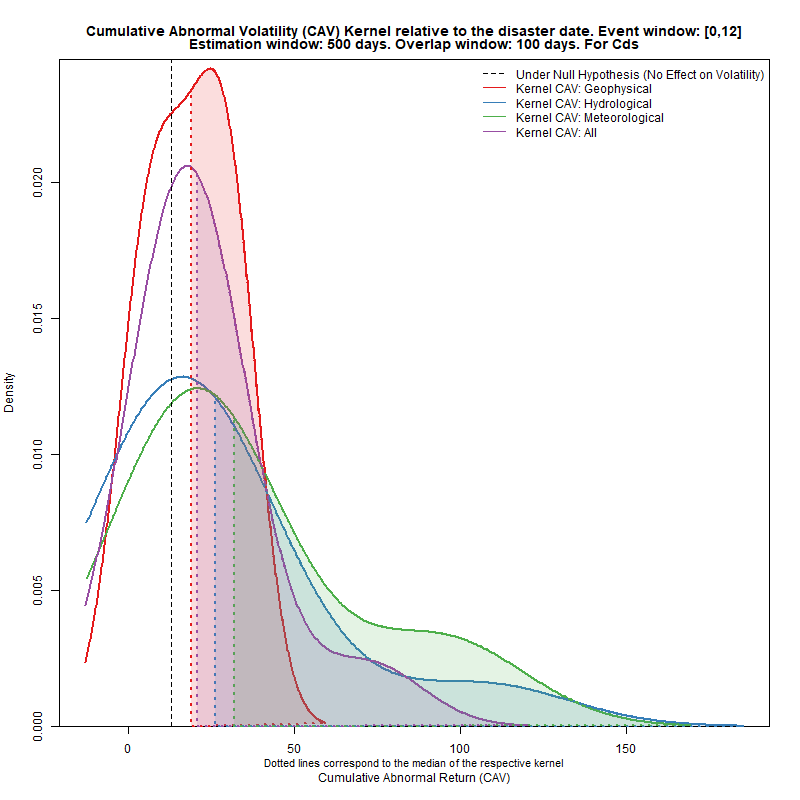 Cumulative Abnormal Volatility (CAV) Kernel relative to the disaster date. Event window: [0,12]
Estimation window: 500 days. Overlap window: 100 days. For Cds
Under Null Hypothesis (No Effect on Volatility)
Kernel CAV: Geophysical
Kernel CAV: Hydrological
Kernel CAV: Meteorological
Kernel CAV: All
Density
0.020
0.015
0.010
0.005
0.000
0 50 100 150
Dotted lines correspond to the median of the respective kernel
Cumulative Abnormal Return (CAV)